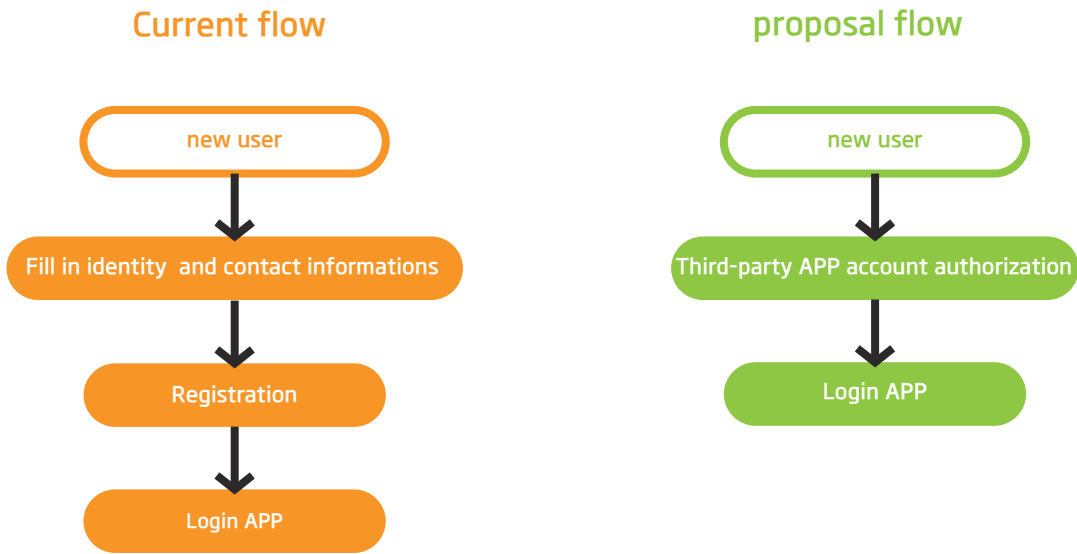 Current flow
new user
Fill in identity and contact informations
Registration
Login APP
proposal flow
new user
Third-party APP account authorization
Login APP